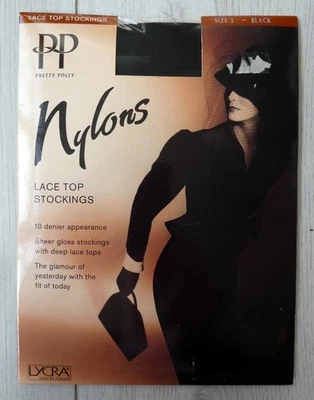 LACE TOP STOCKINGS
SIZE 2 - BLACK
PP
PRETTY POLLY
Nylons
LACE TOP
STOCKINGS
10 denier appearance
Sheer gloss stockings
with deep lace tops
The glamour of
yesterday with the
fit of today
LYCRA